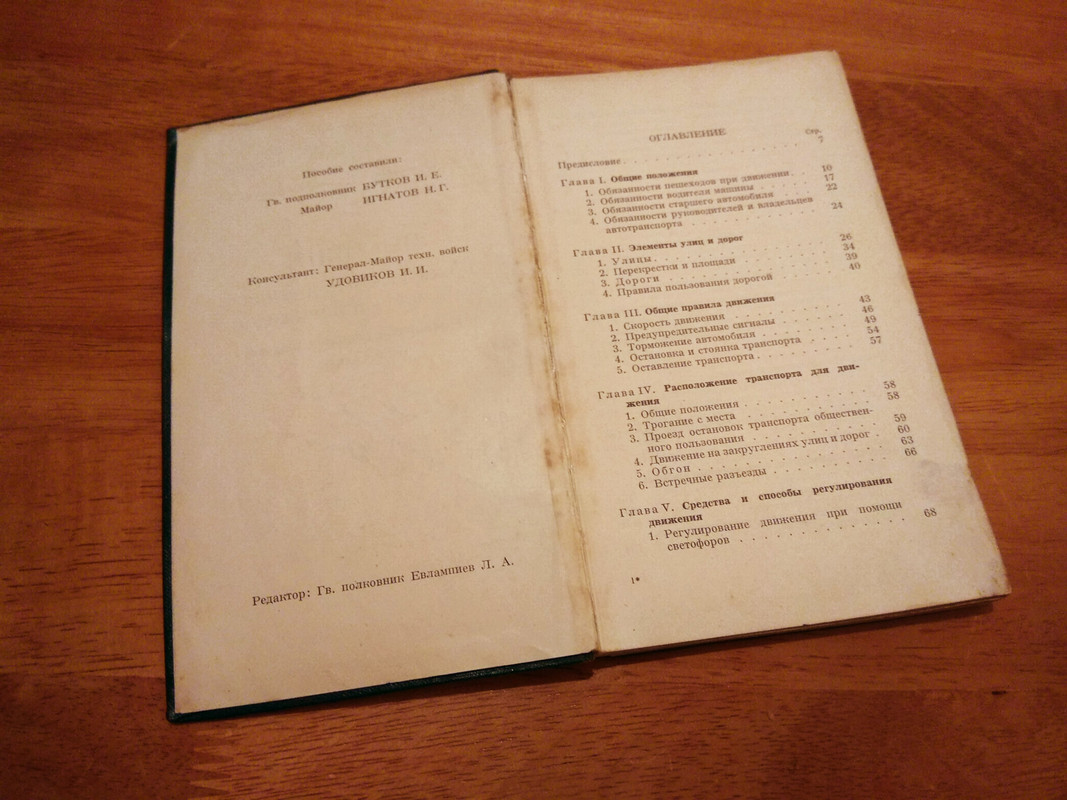 Пособие составили:
Гв. подполковник БУТКОВ И. Е.
Майор ИГНАТОВ И. Г.
Консультант: Генерал-Майор техн. войск
УДОВИКОВ И. И.
Редактор: Гв. полковник Евлампиев Л. А.
ОГЛАВЛЕНИЕ
Стр.
Предисловие . . . . . . . . . . . . . . . 7
Глава I. Общие положения
1. Обязанности пешеходов при движении . 10
2. Обязанности водителя машины . . . . . 17
3. Обязанности старшего автомобиля . . . 22
4. Обязанности руководителей и владельцев
автотранспорта . . . . . . . . . . . 24
Глава II. Элементы улиц и дорог
1. Улицы . . . . . . . . . . . . . . 26
2. Перекрестки и площади . . . . . . . 34
3. Дороги . . . . . . . . . . . . . . 39
4. Правила пользования дорогой . . . . . 40
Глава III. Общие правила движения
1. Скорость движения . . . . . . . . . 43
2. Предупредительные сигналы . . . . . . 46
3. Торможение автомобиля . . . . . . . . 49
4. Остановка и стоянка транспорта . . . . 54
5. Оставление транспорта . . . . . . . . 57
Глава IV. Расположение транспорта для дви-
жения
1. Общие положения . . . . . . . . . . 58
2. Трогание с места . . . . . . . . . . 58
3. Проезд остановок транспорта обществен-
ного пользования . . . . . . . . . . 59
4. Движение на закруглениях улиц и дорог . 60
5. Обгон . . . . . . . . . . . . . . 63
6. Встречные разъезды . . . . . . . . . 66
Глава V. Средства и способы регулирования
движения
1. Регулирование движения при помощи
светофоров . . . . . . . . . . . . 68
1*